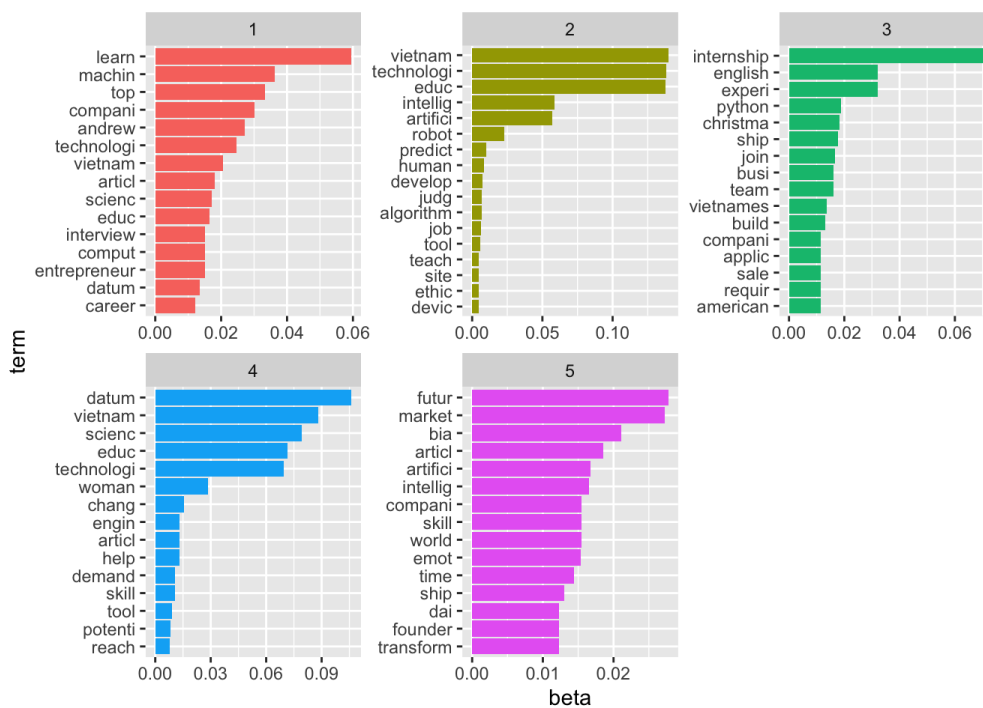 1
learn
machin
top
compani
andrew
technologi
vietnam
articl
scienc
educ
interview
comput
entrepreneur
datum
career
0.00 0.02 0.04 0.06
2
vietnam
technologi
educ
intellig
artifici
robot
predict
human
develop
judg
algorithm
job
tool
teach
site
ethic
devic
0.00 0.05 0.10
3
internship
english
experi
python
christma
ship
join
busi
team
vietnames
build
compani
applic
sale
requir
american
0.00 0.02 0.04 0.06
term
4
datum
vietnam
scienc
educ
technologi
woman
chang
engin
articl
help
demand
skill
tool
potenti
reach
0.00 0.03 0.06 0.09
5
futur
market
bia
articl
artifici
intellig
compani
skill
world
emot
time
ship
dai
founder
transform
0.00 0.01 0.02
beta